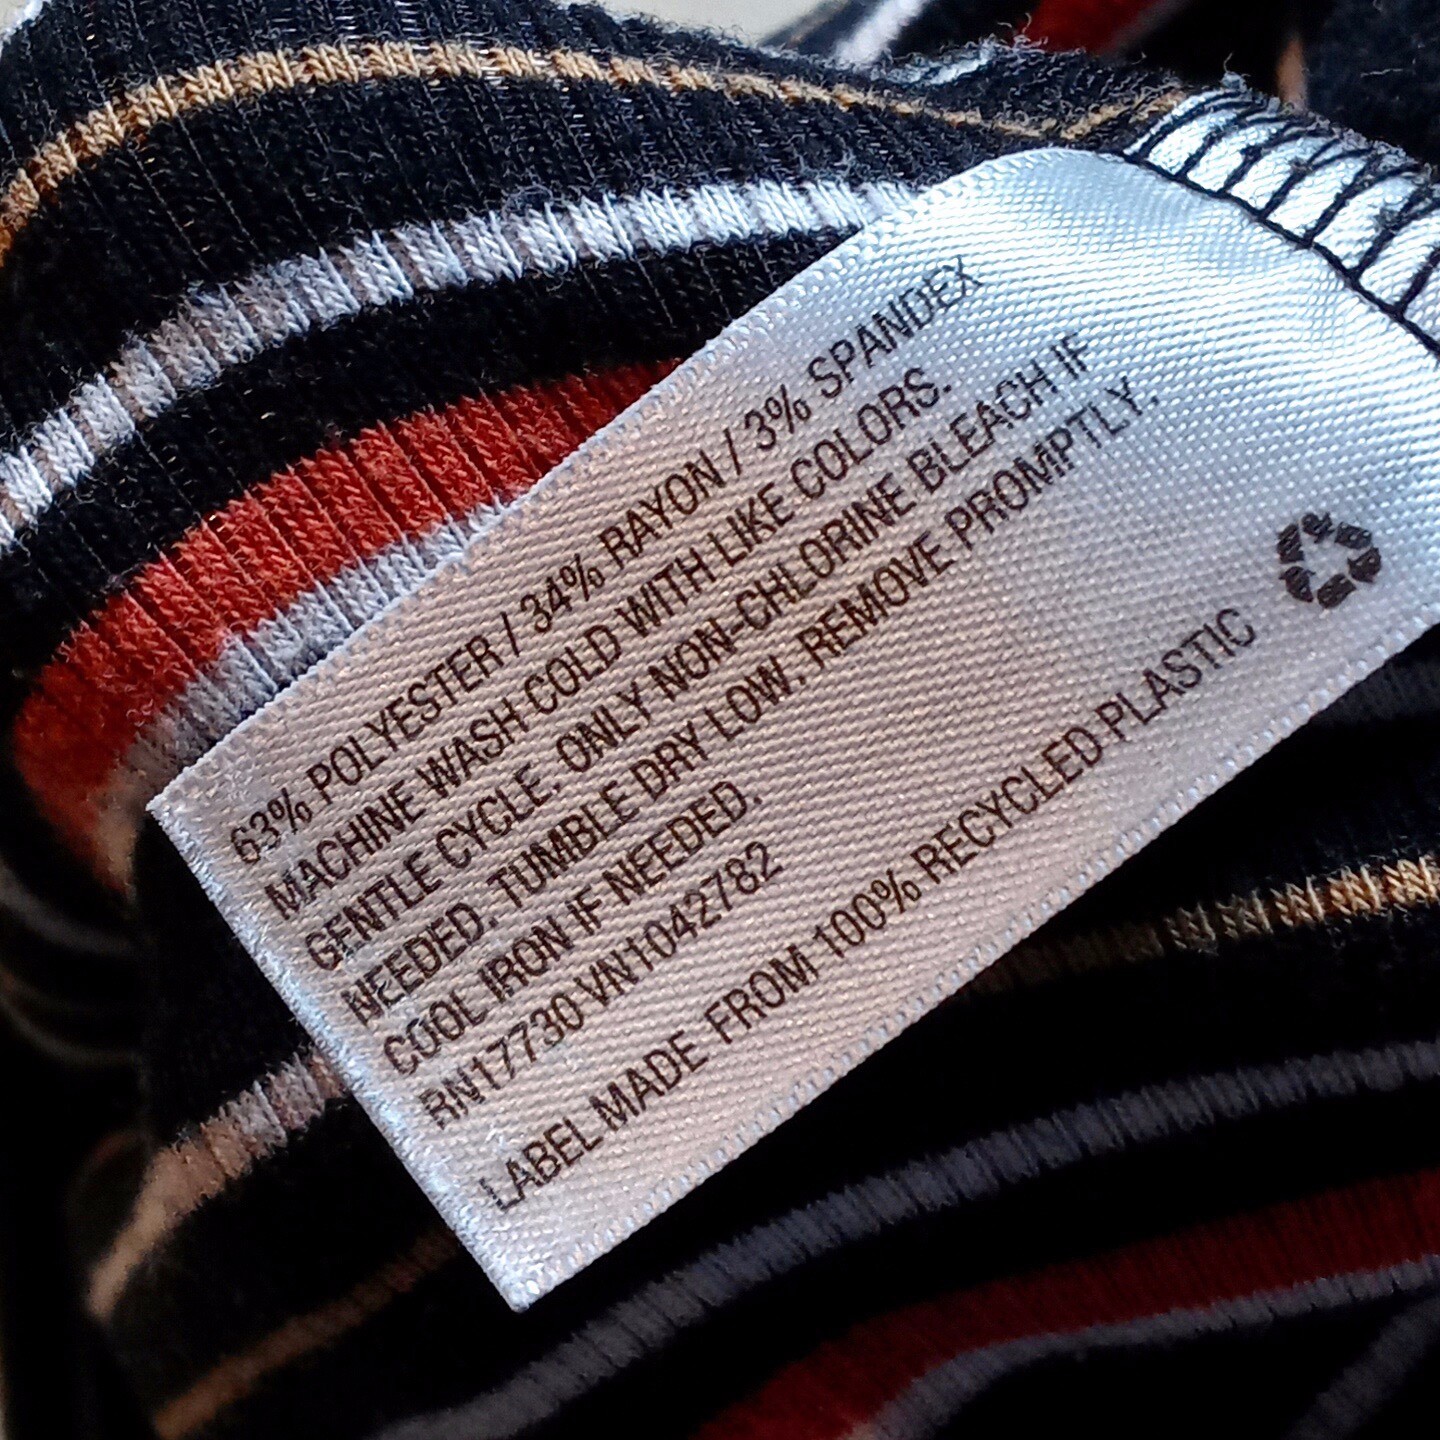 63% POLYESTER / 34% RAYON / 3% SPANDEX
MACHINE WASH COLD WITH LIKE COLORS.
GENTLE CYCLE. ONLY NON-CHLORINE BLEACH IF
NEEDED. TUMBLE DRY LOW. REMOVE PROMPTLY.
COOL IRON IF NEEDED.
RN17730 VN1042782
LABEL MADE FROM 100% RECYCLED PLASTIC